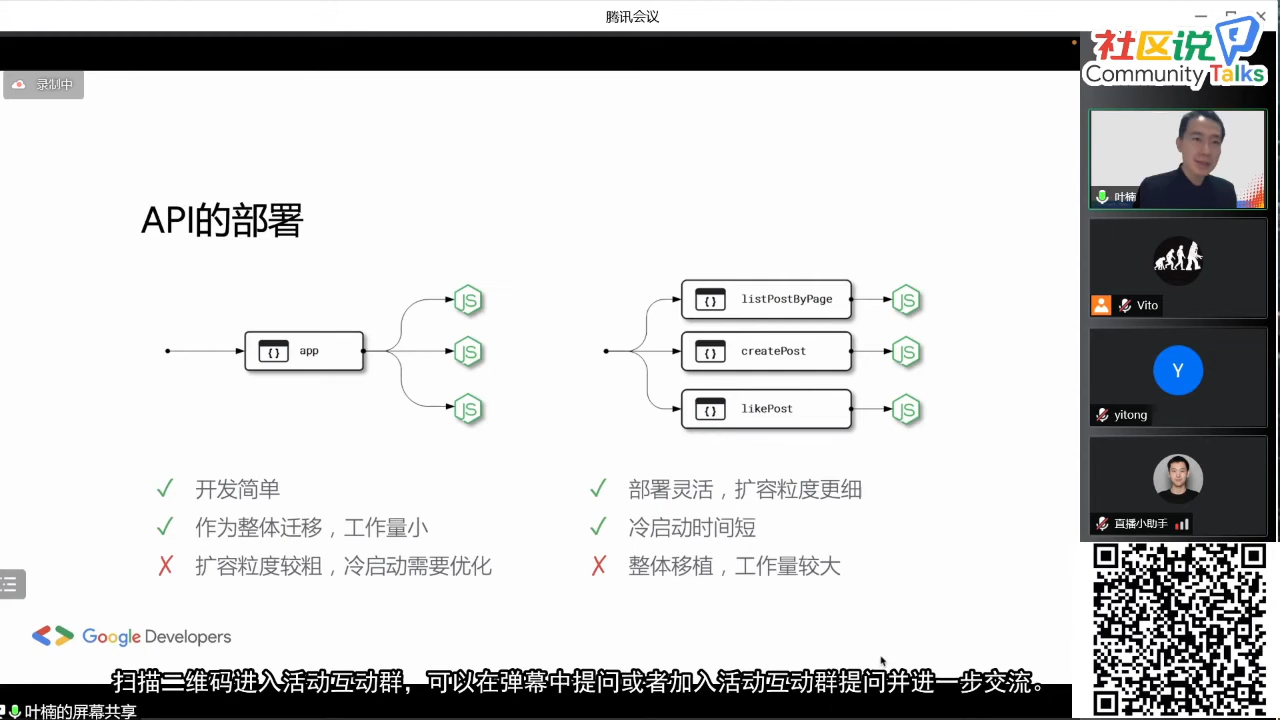 腾讯会议
社区说
Community Talks
录制中
叶楠
API的部署
JS
JS
JS
{ } app
{ } listPostByPage
{ } createPost
{ } likePost
JS
JS
JS
Vito
Y
yitong
直播小助手
✓ 开发简单
✓ 作为整体迁移，工作量小
✗ 扩容粒度较粗，冷启动需要优化
✓ 部署灵活，扩容粒度更细
✓ 冷启动时间短
✗ 整体移植，工作量较大
Google Developers
扫描二维码进入活动互动群，可以在弹幕中提问或者加入活动互动群提问并进一步交流。
叶楠的屏幕共享